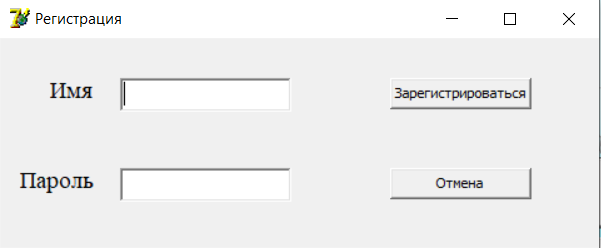 Регистрация
Имя
Зарегистрироваться
Пароль
Отмена